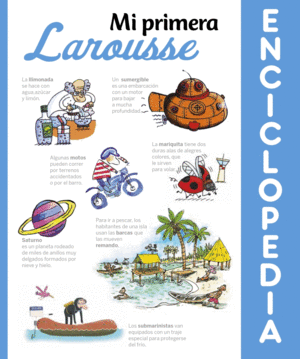 Mi primera
Larousse
ENCICLOPEDIA
La limonada
se hace con
agua, azúcar
y limón.
Un sumergible
es una embarcación
con un motor
para bajar
a mucha
profundidad.
Algunas motos
pueden correr
por terrenos
accidentados
o por el barro.
La mariquita tiene dos
duras alas de alegres
colores, que
le sirven
para volar.
Saturno
es un planeta rodeado
de miles de anillos muy
delgados formados por
nieve y hielo.
Para ir a pescar, los
habitantes de una isla
usan las barcas que
las mueven
remando.
Los submarinistas van
equipados con un traje
especial para protegerse
del frío.